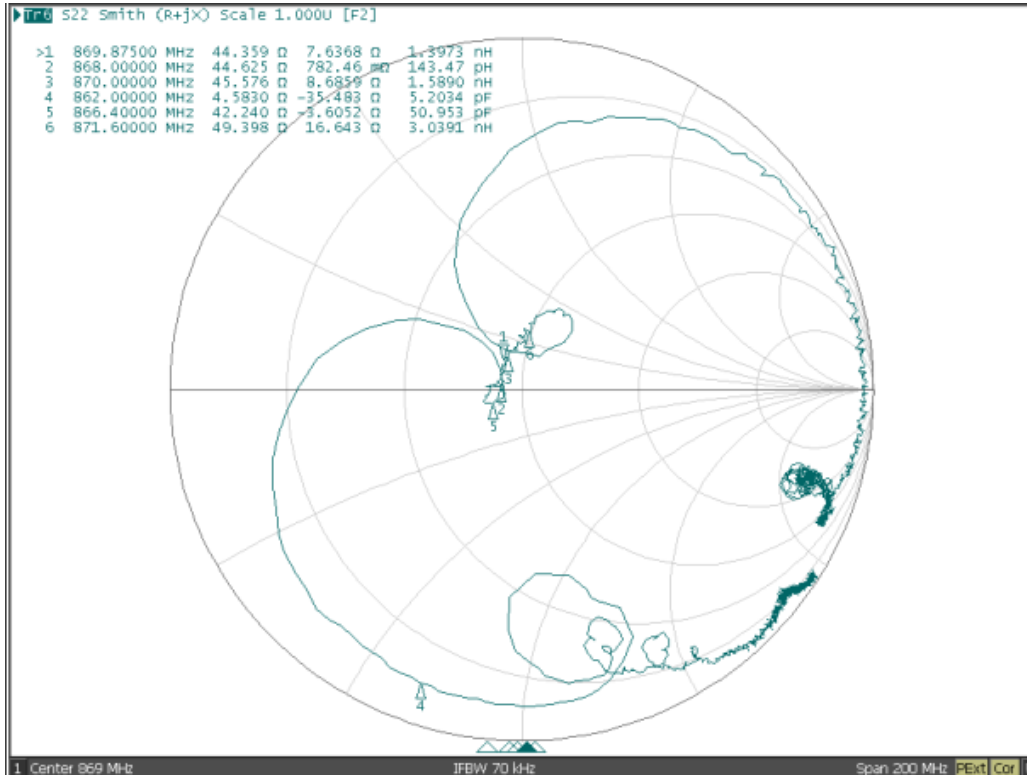 Tr6 S22 Smith (R+jX) Scale 1.000U [F2]
>1 869.87500 MHz 44.359 Ω 7.6368 Ω 1.3973 nH
2 868.00000 MHz 44.625 Ω 782.46 mΩ 143.47 pH
3 870.00000 MHz 45.576 Ω 8.6859 Ω 1.5890 nH
4 862.00000 MHz 4.5830 Ω -35.483 Ω 5.2034 pF
5 866.40000 MHz 42.240 Ω -3.6052 Ω 50.953 pF
6 871.60000 MHz 49.398 Ω 16.643 Ω 3.0391 nH
1
6
3
2
5
4
1 Center 869 MHz IFBW 70 kHz Span 200 MHz PExt Cor